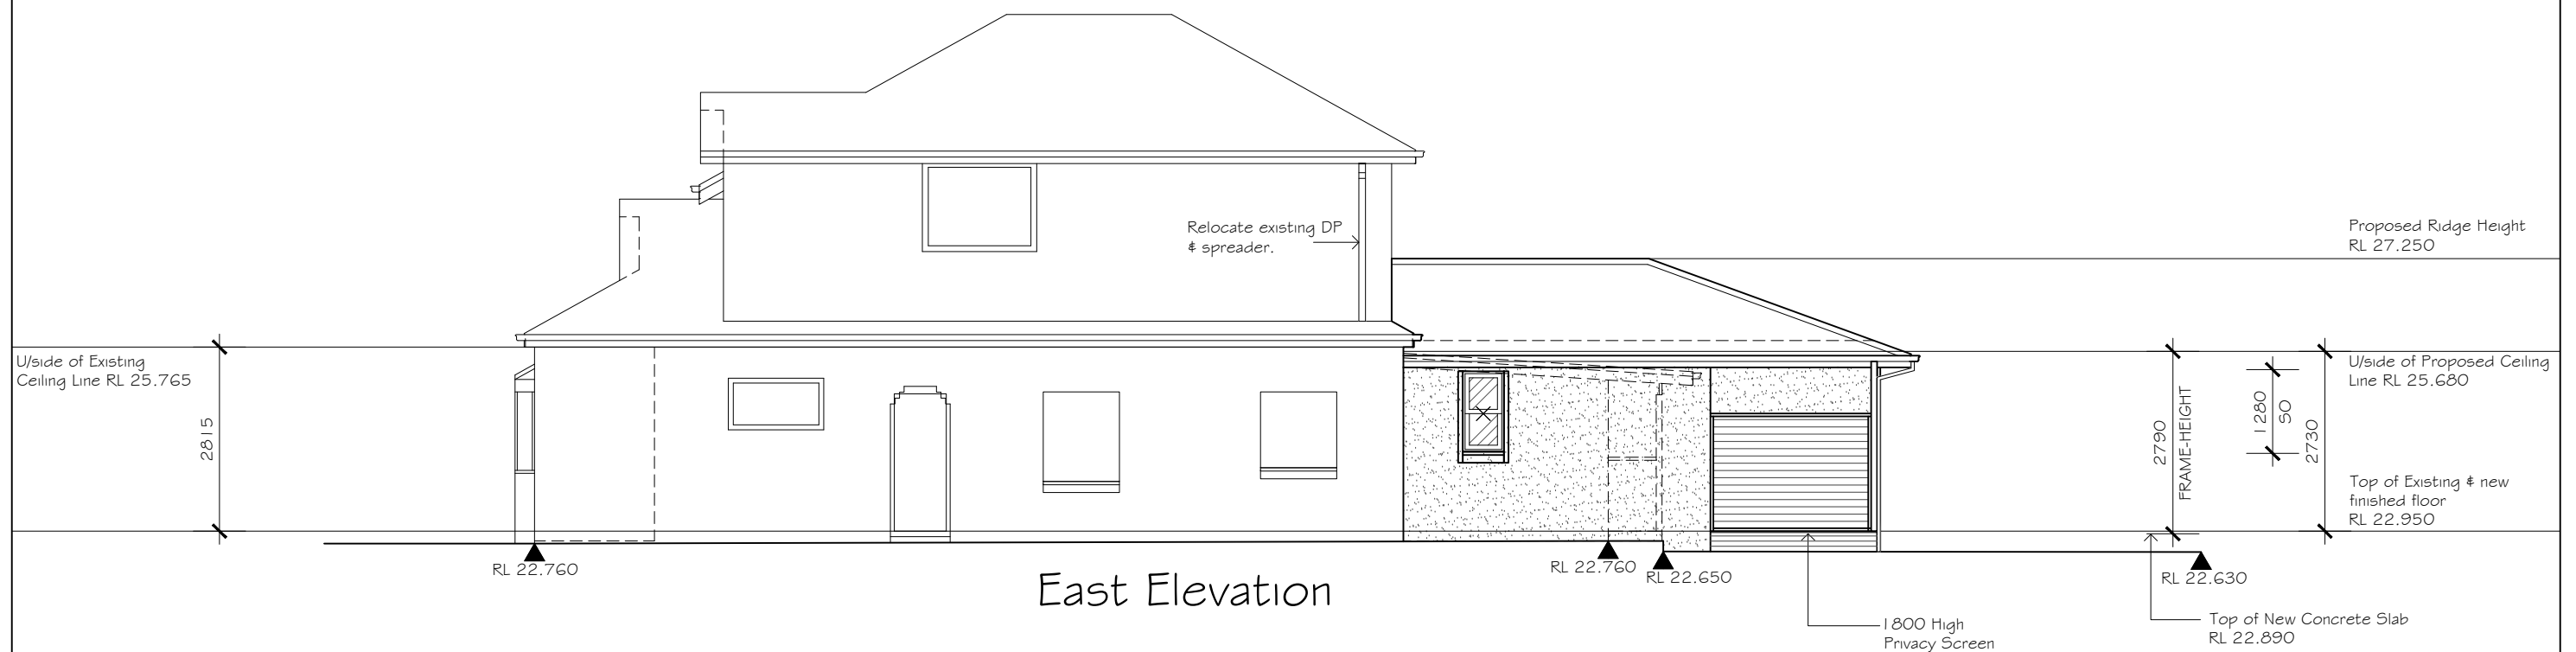 Relocate existing DP
& spreader.
Proposed Ridge Height
RL 27.250
U/side of Existing
Ceiling Line RL 25.765
U/side of Proposed Ceiling
Line RL 25.680
2815
2790
FRAME-HEIGHT
1280
50
2730
Top of Existing & new
finished floor
RL 22.950
RL 22.760
RL 22.760
RL 22.650
RL 22.630
East Elevation
1800 High
Privacy Screen
Top of New Concrete Slab
RL 22.890